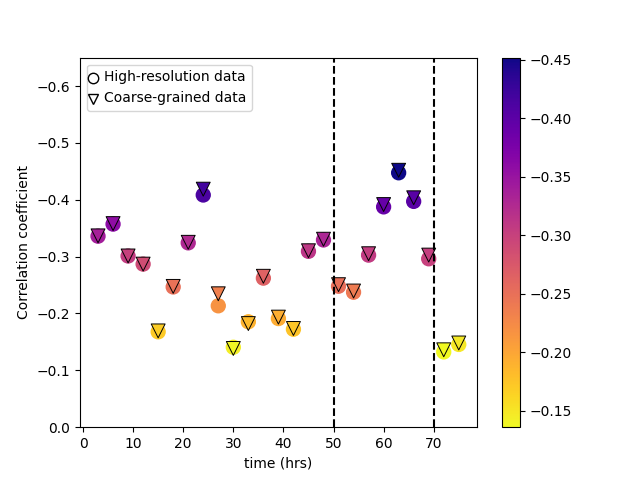 High-resolution data
Coarse-grained data
Correlation coefficient
−0.6
−0.5
−0.4
−0.3
−0.2
−0.1
0.0
0 10 20 30 40 50 60 70
time (hrs)
−0.45
−0.40
−0.35
−0.30
−0.25
−0.20
−0.15